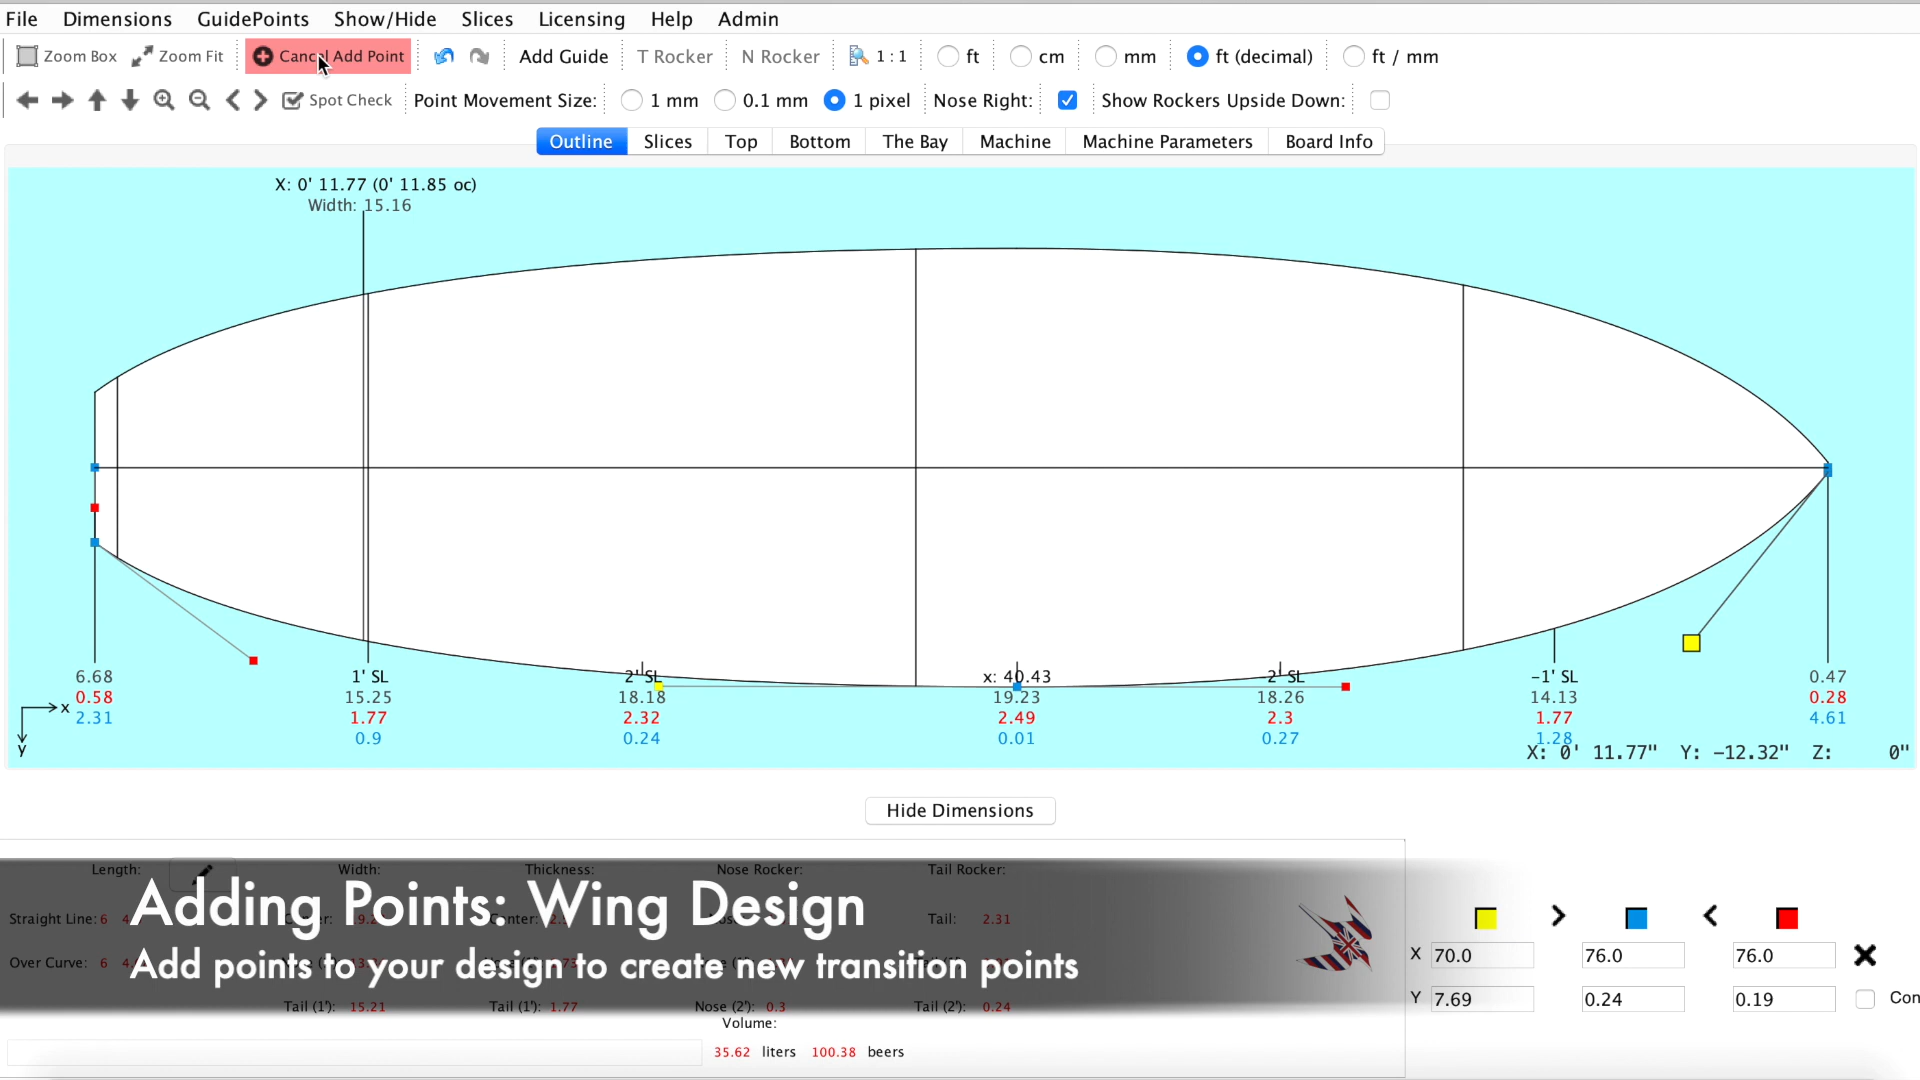 File Dimensions GuidePoints Show/Hide Slices Licensing Help Admin
Zoom Box Zoom Fit Cancel Add Point Add Guide T Rocker N Rocker 1 : 1 ft cm mm ft (decimal) ft / mm
Spot Check Point Movement Size: 1 mm 0.1 mm 1 pixel Nose Right: Show Rockers Upside Down:
Outline Slices Top Bottom The Bay Machine Machine Parameters Board Info
X: 0' 11.77 (0' 11.85 oc)
Width: 15.16
6.68 1' SL 2' SL x: 40.43 2' SL -1' SL 0.47
0.58 15.25 18.18 19.23 18.26 14.13 0.28
x 2.31 1.77 2.32 2.49 2.3 1.77 4.61
y 0.9 0.24 0.01 0.27 1.28
X: 0' 11.77" Y: -12.32" Z: 0"
Hide Dimensions
Length: Width: Thickness: Nose Rocker: Tail Rocker:
Adding Points: Wing Design
Straight Line: 6 Tail: 2.31
Over Curve: 6
Add points to your design to create new transition points
X 70.0 76.0 76.0
Y 7.69 0.24 0.19 Con
Tail (1'): 15.21 Tail (1'): 1.77 Nose (2'): 0.3 Tail (2'): 0.24
Volume:
35.62 liters 100.38 beers